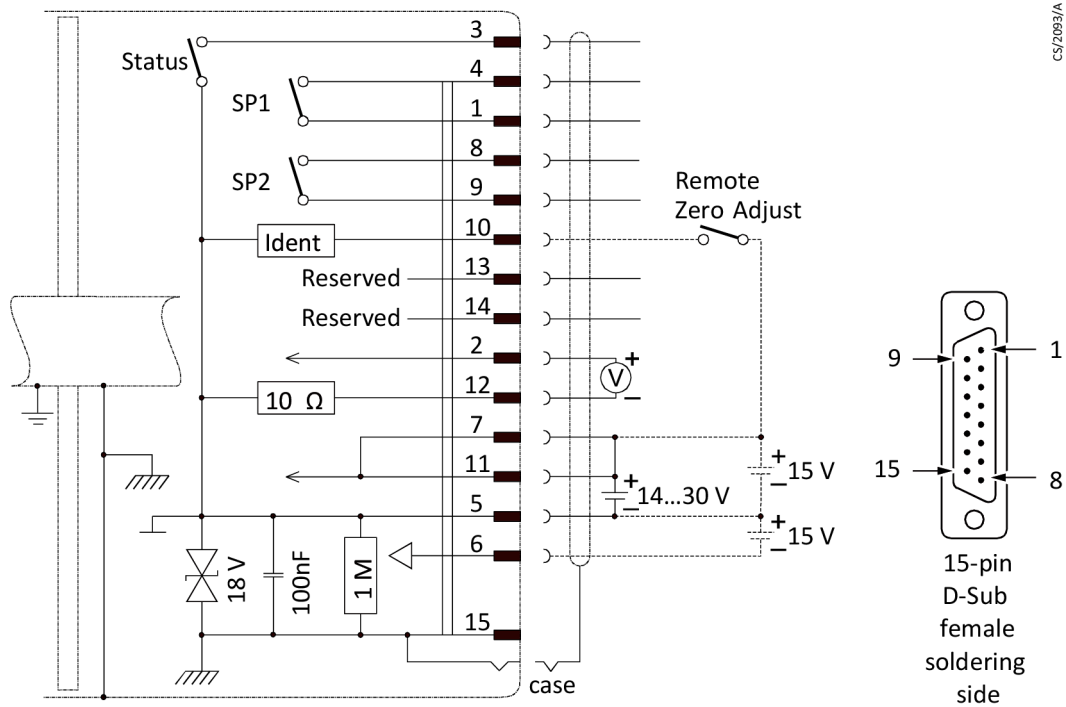 CS/2093/A
3
Status
4
SP1
1
8
SP2
9
Remote
Zero Adjust
10
Ident
13
Reserved
14
Reserved
2
+
V
12
−
10 Ω
7
11
+
14...30 V
−
+
15 V
−
5
6
+
15 V
−
18 V
100nF
1 M
15
case
9
1
15
8
15-pin
D-Sub
female
soldering
side